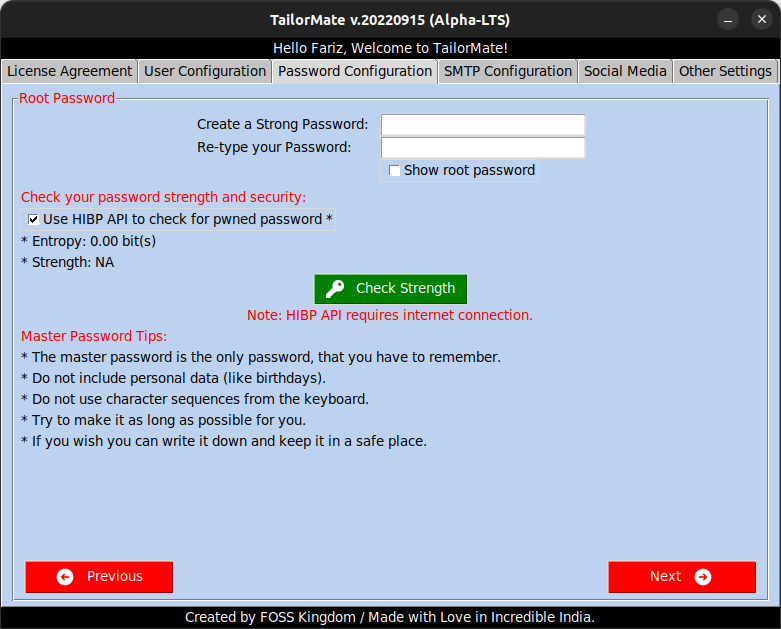 TailorMate v.20220915 (Alpha-LTS)
Hello Fariz, Welcome to TailorMate!
License Agreement User Configuration Password Configuration SMTP Configuration Social Media Other Settings
Root Password
Create a Strong Password:
Re-type your Password:
Show root password
Check your password strength and security:
Use HIBP API to check for pwned password *
* Entropy: 0.00 bit(s)
* Strength: NA
Check Strength
Note: HIBP API requires internet connection.
Master Password Tips:
* The master password is the only password, that you have to remember.
* Do not include personal data (like birthdays).
* Do not use character sequences from the keyboard.
* Try to make it as long as possible for you.
* If you wish you can write it down and keep it in a safe place.
Previous Next
Created by FOSS Kingdom / Made with Love in Incredible India.